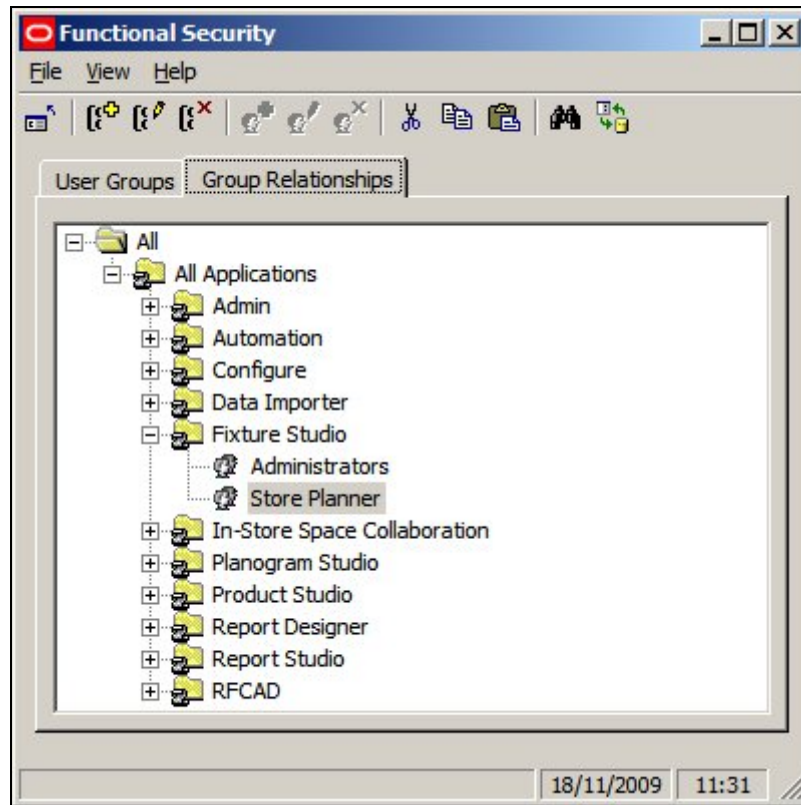 Functional Security
File View Help
User Groups Group Relationships
All
All Applications
Admin
Automation
Configure
Data Importer
Fixture Studio
Administrators
Store Planner
In-Store Space Collaboration
Planogram Studio
Product Studio
Report Designer
Report Studio
RFCAD
18/11/2009 11:31